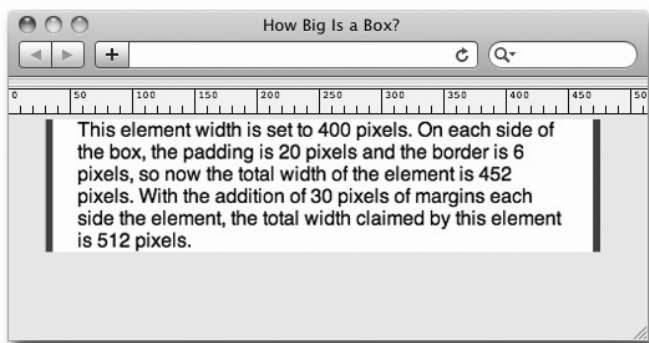 How Big Is a Box?
0 50 100 150 200 250 300 350 400 450 50
This element width is set to 400 pixels. On each side of
the box, the padding is 20 pixels and the border is 6
pixels, so now the total width of the element is 452
pixels. With the addition of 30 pixels of margins each
side the element, the total width claimed by this element
is 512 pixels.